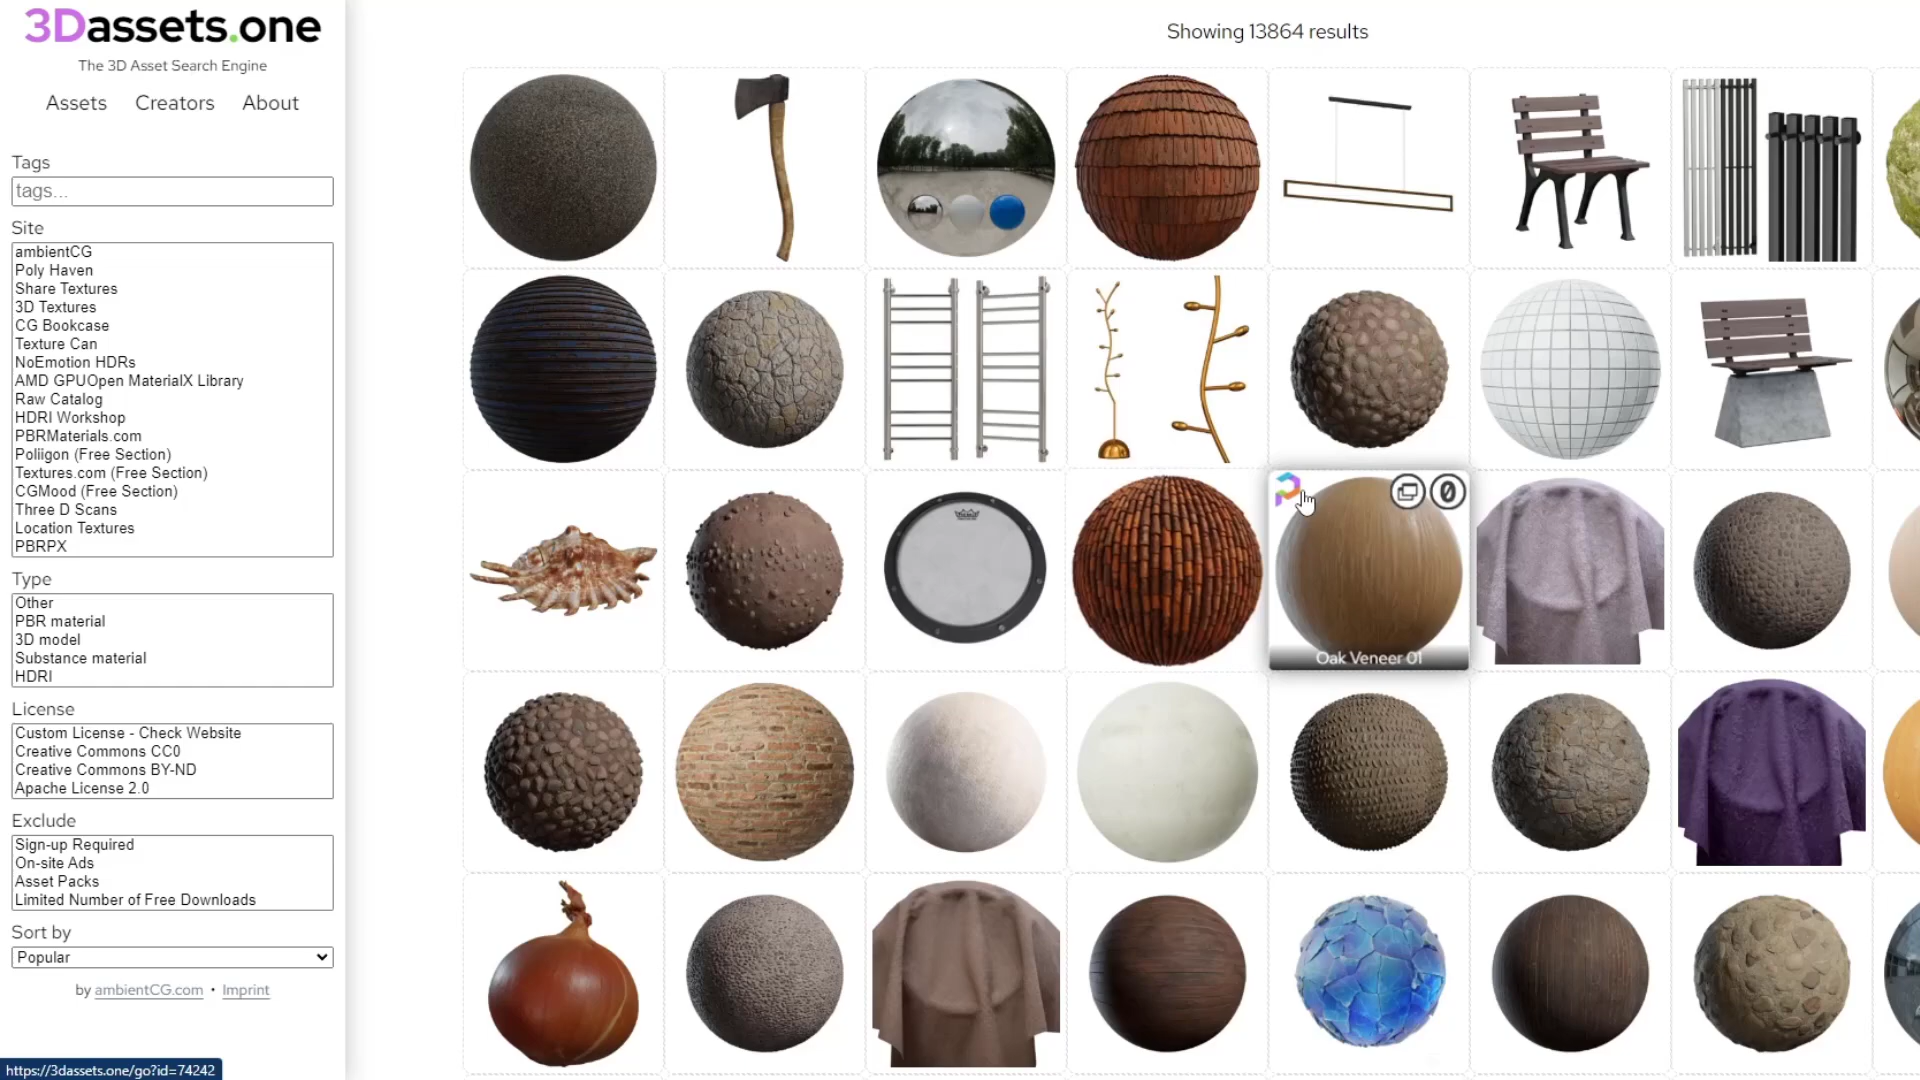 3Dassets.one
The 3D Asset Search Engine
Assets Creators About
Tags
tags...
Site
ambientCG
Poly Haven
Share Textures
3D Textures
CG Bookcase
Texture Can
NoEmotion HDRs
AMD GPUOpen MaterialX Library
Raw Catalog
HDRI Workshop
PBRMaterials.com
Poliigon (Free Section)
Textures.com (Free Section)
CGMood (Free Section)
Three D Scans
Location Textures
PBRPX
Type
Other
PBR material
3D model
Substance material
HDRI
License
Custom License - Check Website
Creative Commons CC0
Creative Commons BY-ND
Apache License 2.0
Exclude
Sign-up Required
On-site Ads
Asset Packs
Limited Number of Free Downloads
Sort by
Popular
by ambientCG.com • Imprint
https://3dassets.one/go?id=74242
Showing 13864 results
Oak Veneer 01